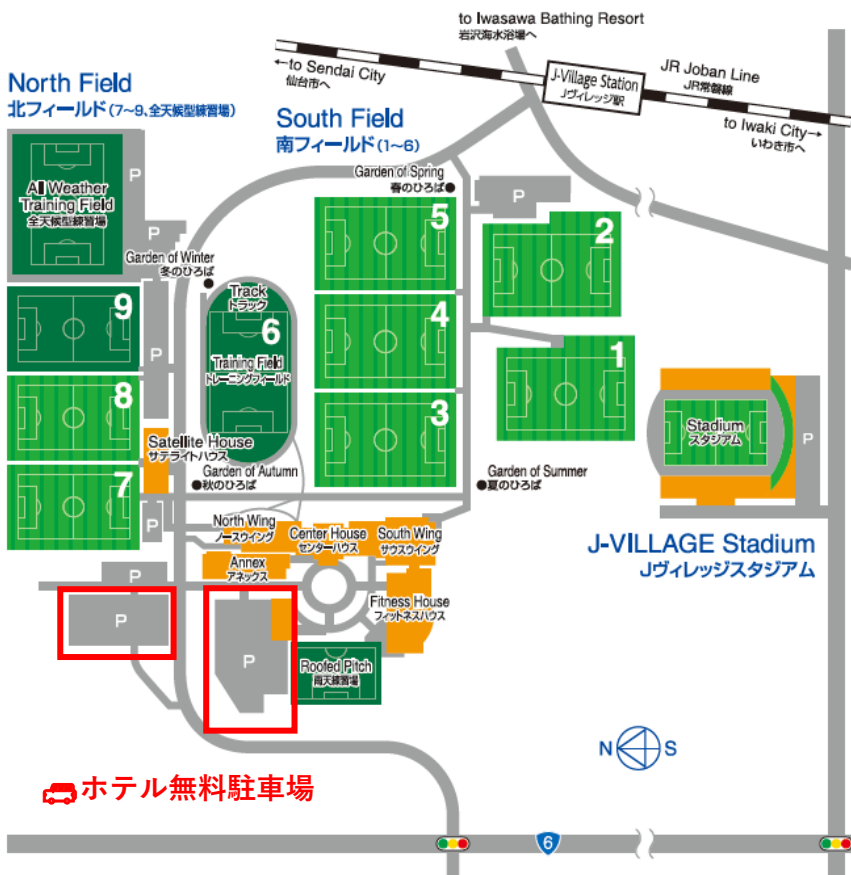 to Iwasawa Bathing Resort
岩沢海水浴場へ
←to Sendai City
仙台市へ
J-Village Station
Jヴィレッジ駅
JR Joban Line
JR常磐線
to Iwaki City→
いわき市へ
North Field
北フィールド(7〜9、全天候型練習場)
South Field
南フィールド(1〜6)
Garden of Spring
春のひろば
P
P
All Weather
Training Field
全天候型練習場
P
Garden of Winter
冬のひろば
5
2
Track
トラック
9
6
4
1
P
Training Field
トレーニングフィールド
8
3
Stadium
スタジアム
P
Satellite House
サテライトハウス
7
Garden of Autumn
秋のひろば
Garden of Summer
夏のひろば
P
North Wing
ノースウイング
Center House
センターハウス
South Wing
サウスウイング
J-VILLAGE Stadium
Jヴィレッジスタジアム
Annex
アネックス
P
P
Fitness House
フィットネスハウス
P
Roofed Pitch
雨天練習場
N S
ホテル無料駐車場
6